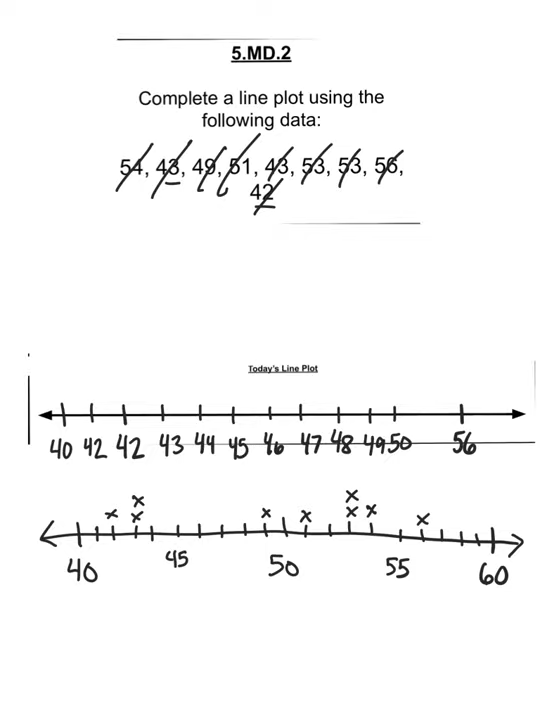 5.MD.2
Complete a line plot using the
following data:
54, 43, 49, 51, 43, 53, 53, 56,
42
Today's Line Plot
40 42 42 43 44 45 46 47 48 49 50 56
x x x x x x x x x
40 45 50 55 60